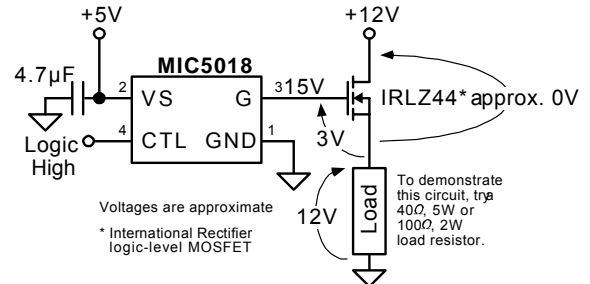 +5V
+12V
4.7µF
MIC5018
2
VS
G
3
15V
IRLZ44* approx. 0V
4
CTL
GND
1
Logic
High
3V
Voltages are approximate
* International Rectifier
logic-level MOSFET
12V
Load
To demonstrate
this circuit, try a
40Ω, 5W or
100Ω, 2W
load resistor.